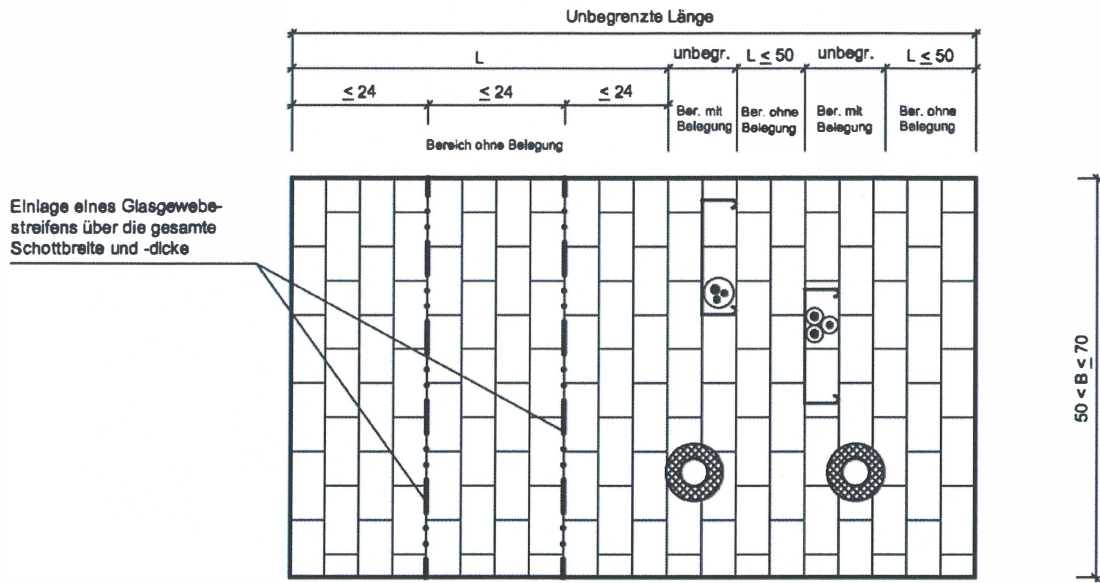 Unbegrenzte Länge
L
unbegr.
L ≤ 50
unbegr.
L ≤ 50
≤ 24
≤ 24
≤ 24
Ber. mit
Belegung
Ber. ohne
Belegung
Ber. mit
Belegung
Ber. ohne
Belegung
Bereich ohne Belegung
Einlage eines Glasgewebe-
streifens über die gesamte
Schottbreite und -dicke
50 < B ≤ 70